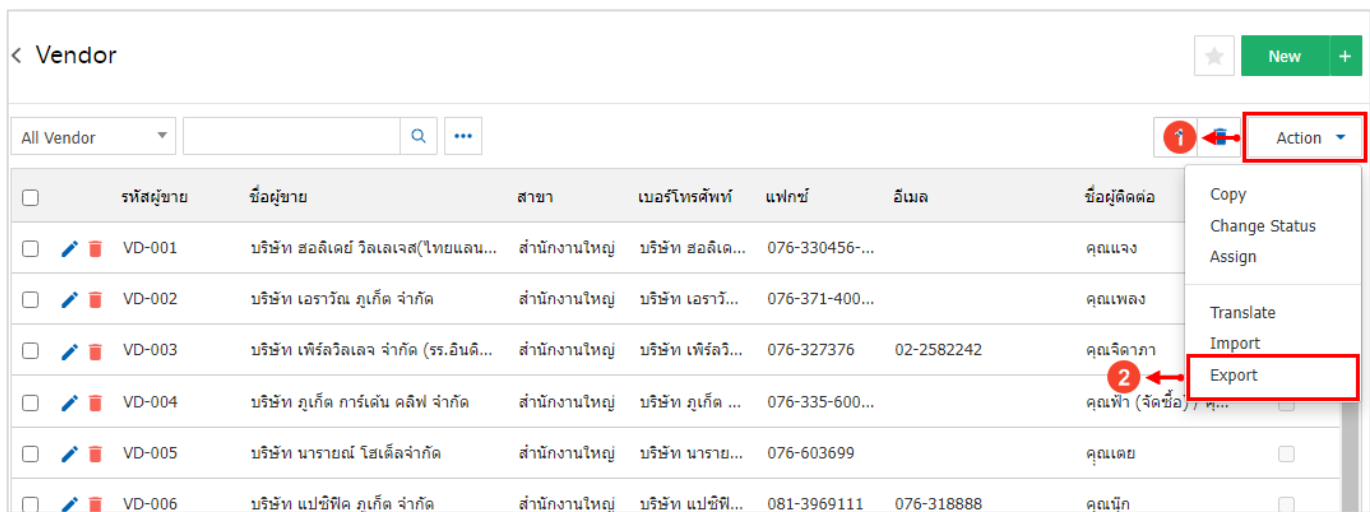 Vendor
New +
All Vendor
1
Action
รหัสผู้ขาย ชื่อผู้ขาย สาขา เบอร์โทรศัพท์ แฟกซ์ อีเมล ชื่อผู้ติดต่อ
Copy
Change Status
VD-001 บริษัท ฮอลิเดย์ วิลเลเจส(ไทยแลน... สำนักงานใหญ่ บริษัท ฮอลิเด... 076-330456-... คุณแจง
Assign
VD-002 บริษัท เอราวัณ ภูเก็ต จำกัด สำนักงานใหญ่ บริษัท เอราวั... 076-371-400... คุณเพลง
Translate
Import
VD-003 บริษัท เพิร์ลวิลเลจ จำกัด (รร.อินดิ... สำนักงานใหญ่ บริษัท เพิร์ลวิ... 076-327376 02-2582242 คุณจิดาภา
2
Export
VD-004 บริษัท ภูเก็ต การ์เด้น คลิฟ จำกัด สำนักงานใหญ่ บริษัท ภูเก็ต ... 076-335-600... คุณฟ้า (จัดซื้อ) /
VD-005 บริษัท นารายณ์ โฮเต็ลจำกัด สำนักงานใหญ่ บริษัท นาราย... 076-603699 คุณเตย
VD-006 บริษัท แปซิฟิค ภูเก็ต จำกัด สำนักงานใหญ่ บริษัท แปซิฟิ... 081-3969111 076-318888 คุณนุ๊ก